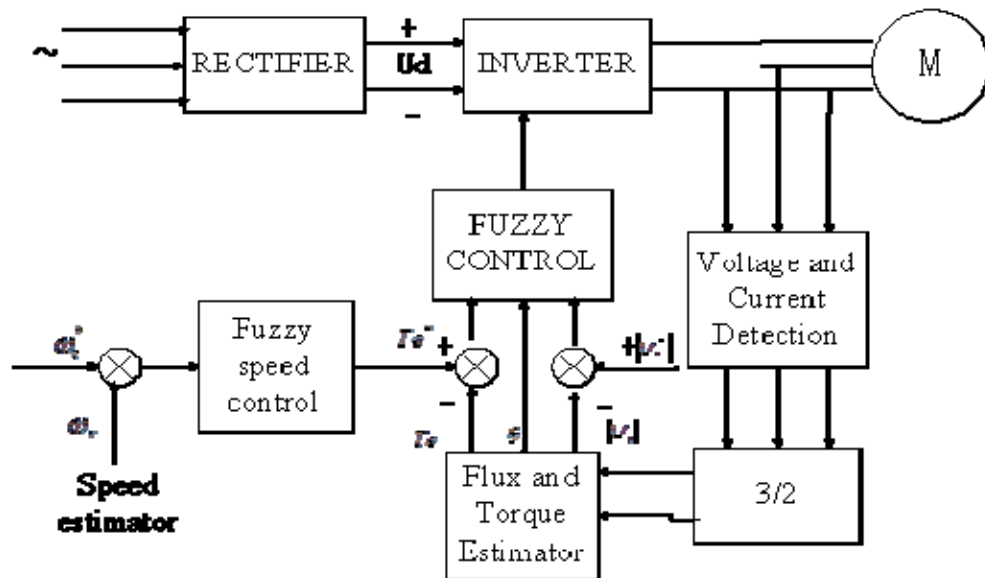 ~
RECTIFIER
+
Ud
−
INVERTER
M
FUZZY
CONTROL
Voltage and
Current
Detection
Fuzzy
speed
control
+
−
Te
+
−
Speed
estimator
Flux and
Torque
Estimator
3/2